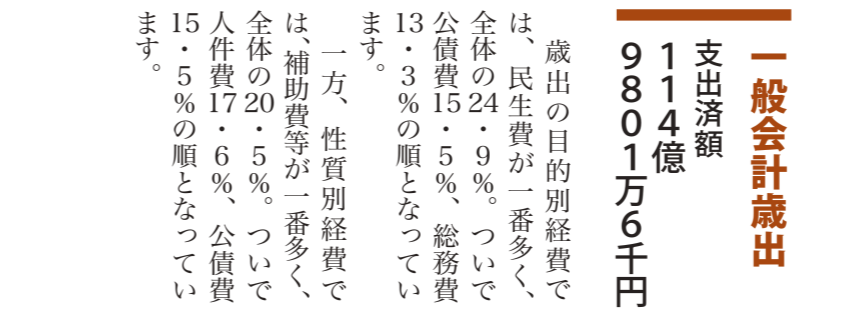 一般会計歳出
支出済額
１１４億
９８０１万６千円
歳出の目的別経費で
は、民生費が一番多く、
全体の24・9％。ついで
公債費15・5％、総務費
13・3％の順となってい
ます。
一方、性質別経費で
は、補助費等が一番多く、
全体の20・5％。ついで
人件費17・6％、公債費
15・5％の順となってい
ます。